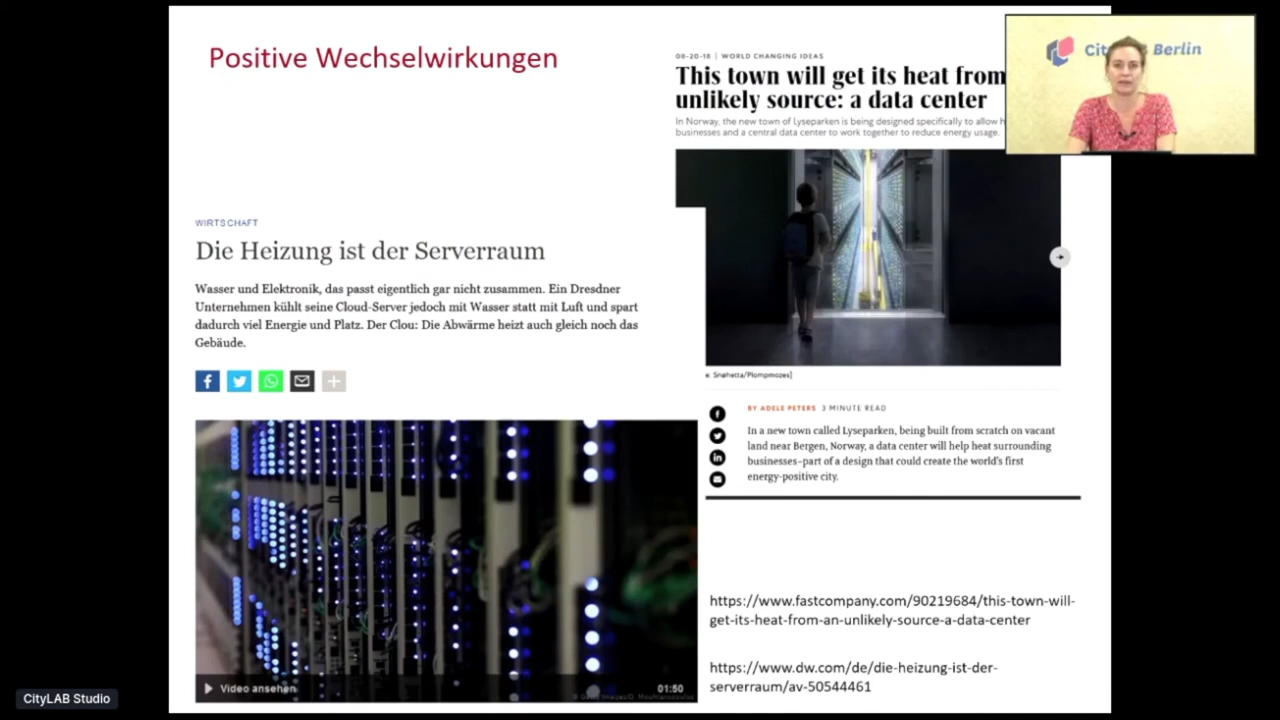 Positive Wechselwirkungen
08-20-18 | WORLD CHANGING IDEAS
This town will get its heat from
unlikely source: a data center
In Norway, the new town of Lyseparken is being designed specifically to allow
businesses and a central data center to work together to reduce energy usage.
Berlin
WIRTSCHAFT
Die Heizung ist der Serverraum
Wasser und Elektronik, das passt eigentlich gar nicht zusammen. Ein Dresdner
Unternehmen kühlt seine Cloud-Server jedoch mit Wasser statt mit Luft und spart
dadurch viel Energie und Platz. Der Clou: Die Abwärme heizt auch gleich noch das
Gebäude.
Snøhetta/Plompmozes]
BY ADELE PETERS 3 MINUTE READ
In a new town called Lyseparken, being built from scratch on vacant
land near Bergen, Norway, a data center will help heat surrounding
businesses–part of a design that could create the world's first
energy-positive city.
Video ansehen
01:50
https://www.fastcompany.com/90219684/this-town-will-
get-its-heat-from-an-unlikely-source-a-data-center
https://www.dw.com/de/die-heizung-ist-der-
serverraum/av-50544461
CityLAB Studio